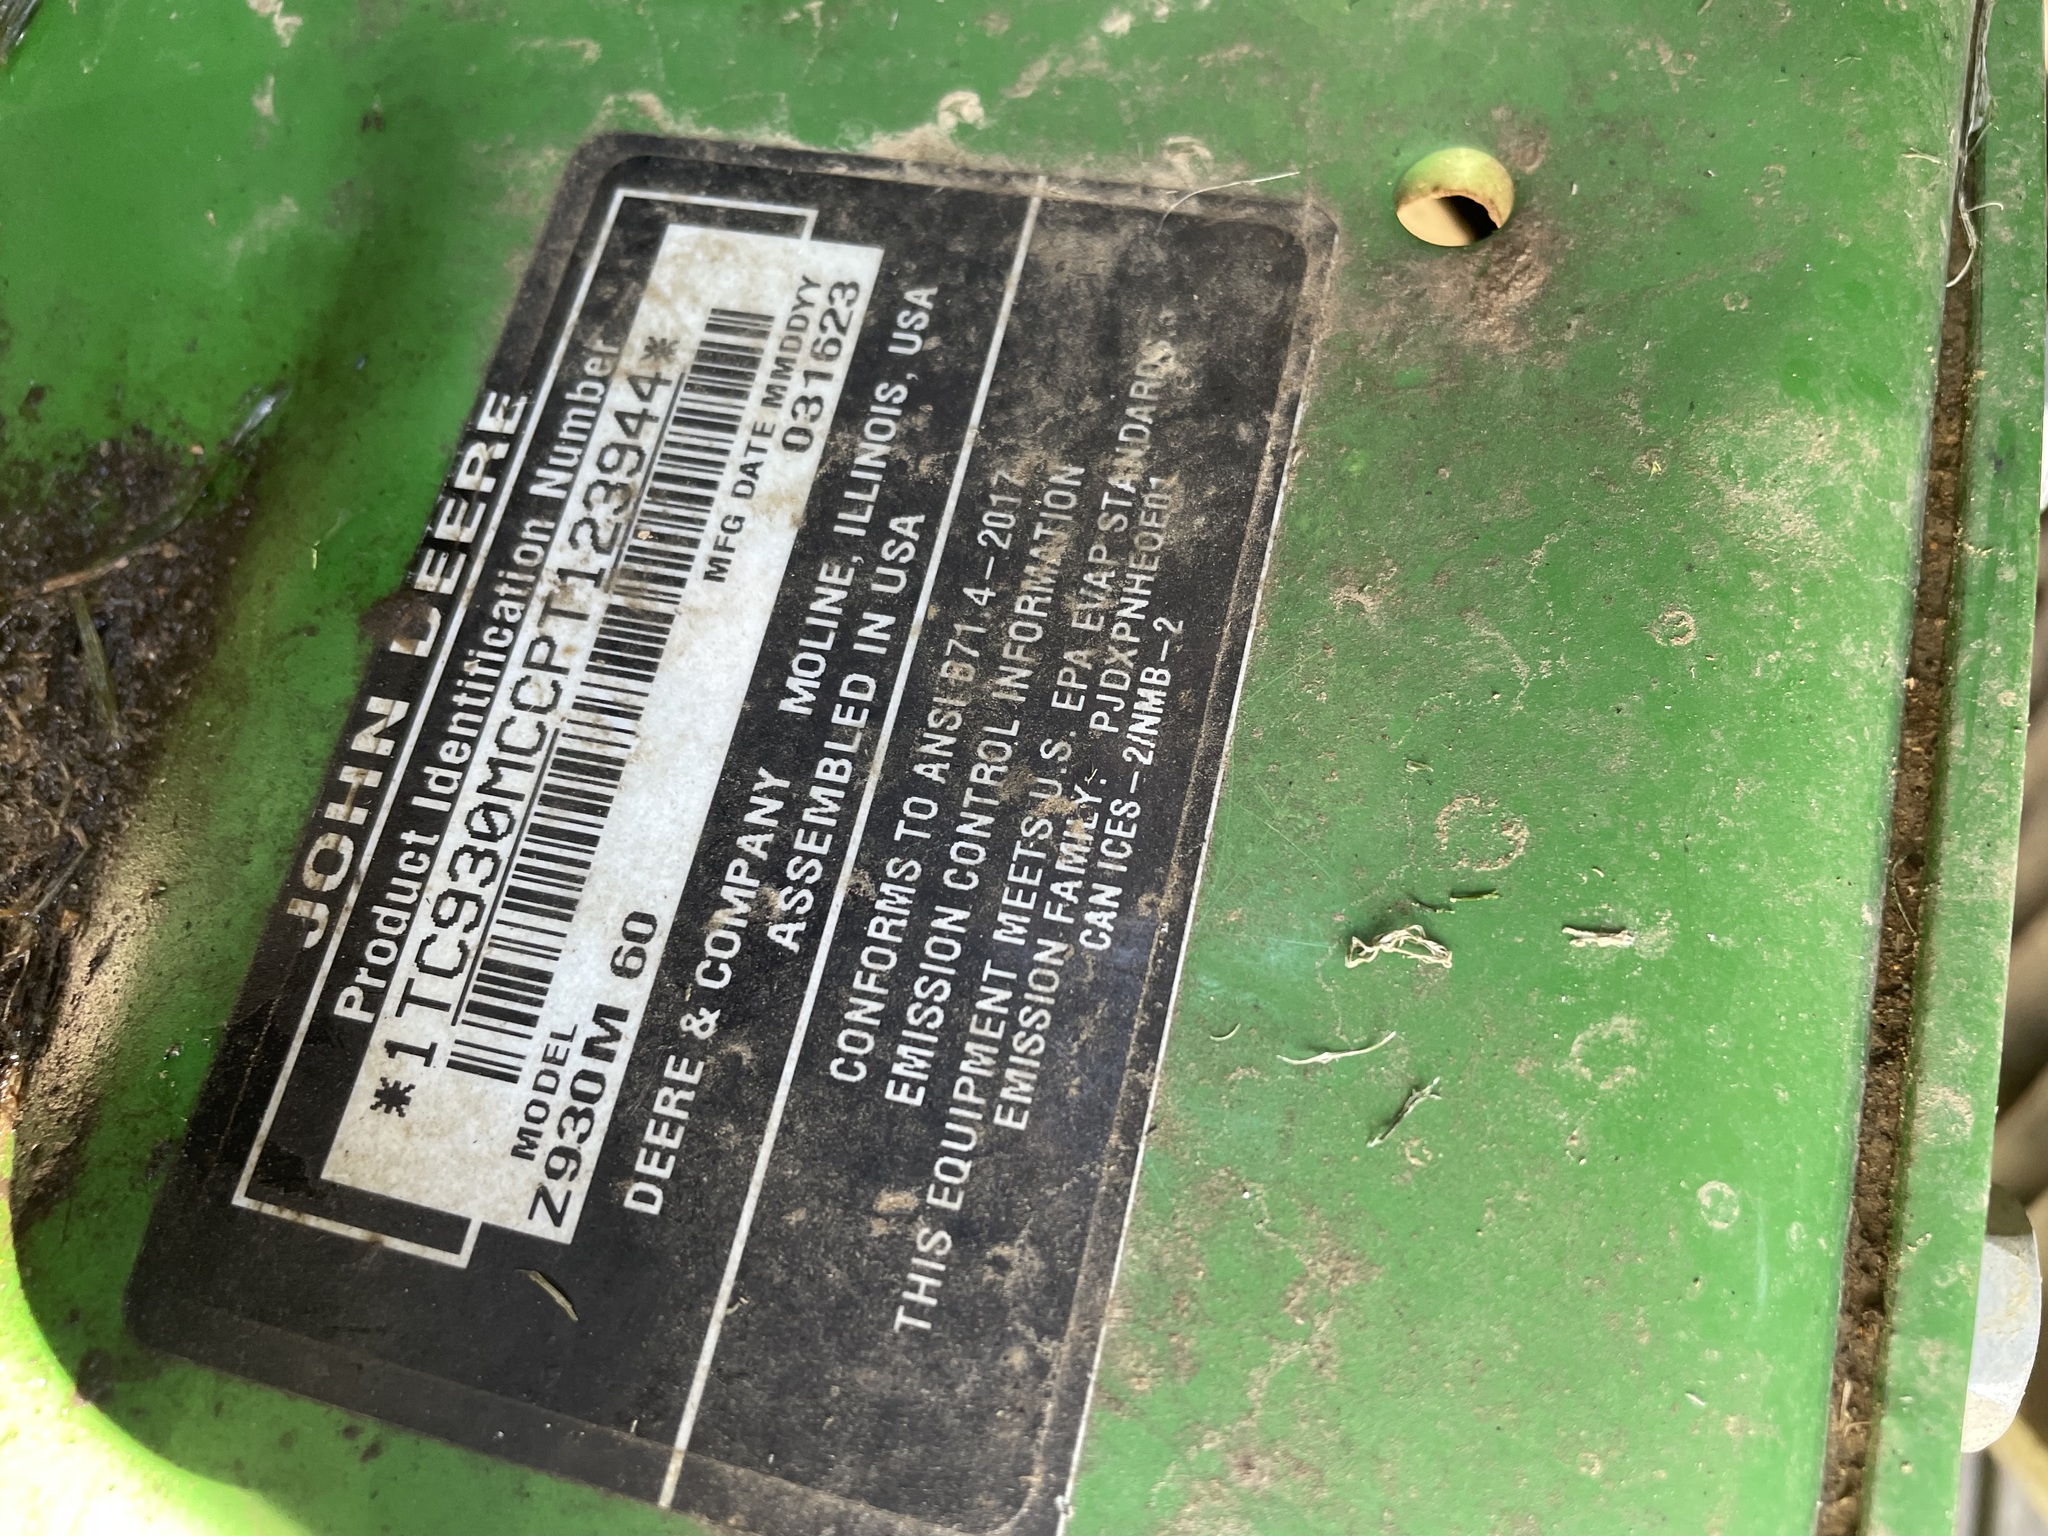 JOHN DEERE
Product Identification Number
*1TC930MCCPT123944*
MODEL MFG DATE MMDDYY
Z930M 60 031623
DEERE & COMPANY MOLINE, ILLINOIS, USA
ASSEMBLED IN USA
CONFORMS TO ANSI B71.4-2017
EMISSION CONTROL INFORMATION
THIS EQUIPMENT MEETS U.S. EPA EVAP STANDARDS.
EMISSION FAMILY: PJDXPNHEQF01
CAN ICES-2/NMB-2